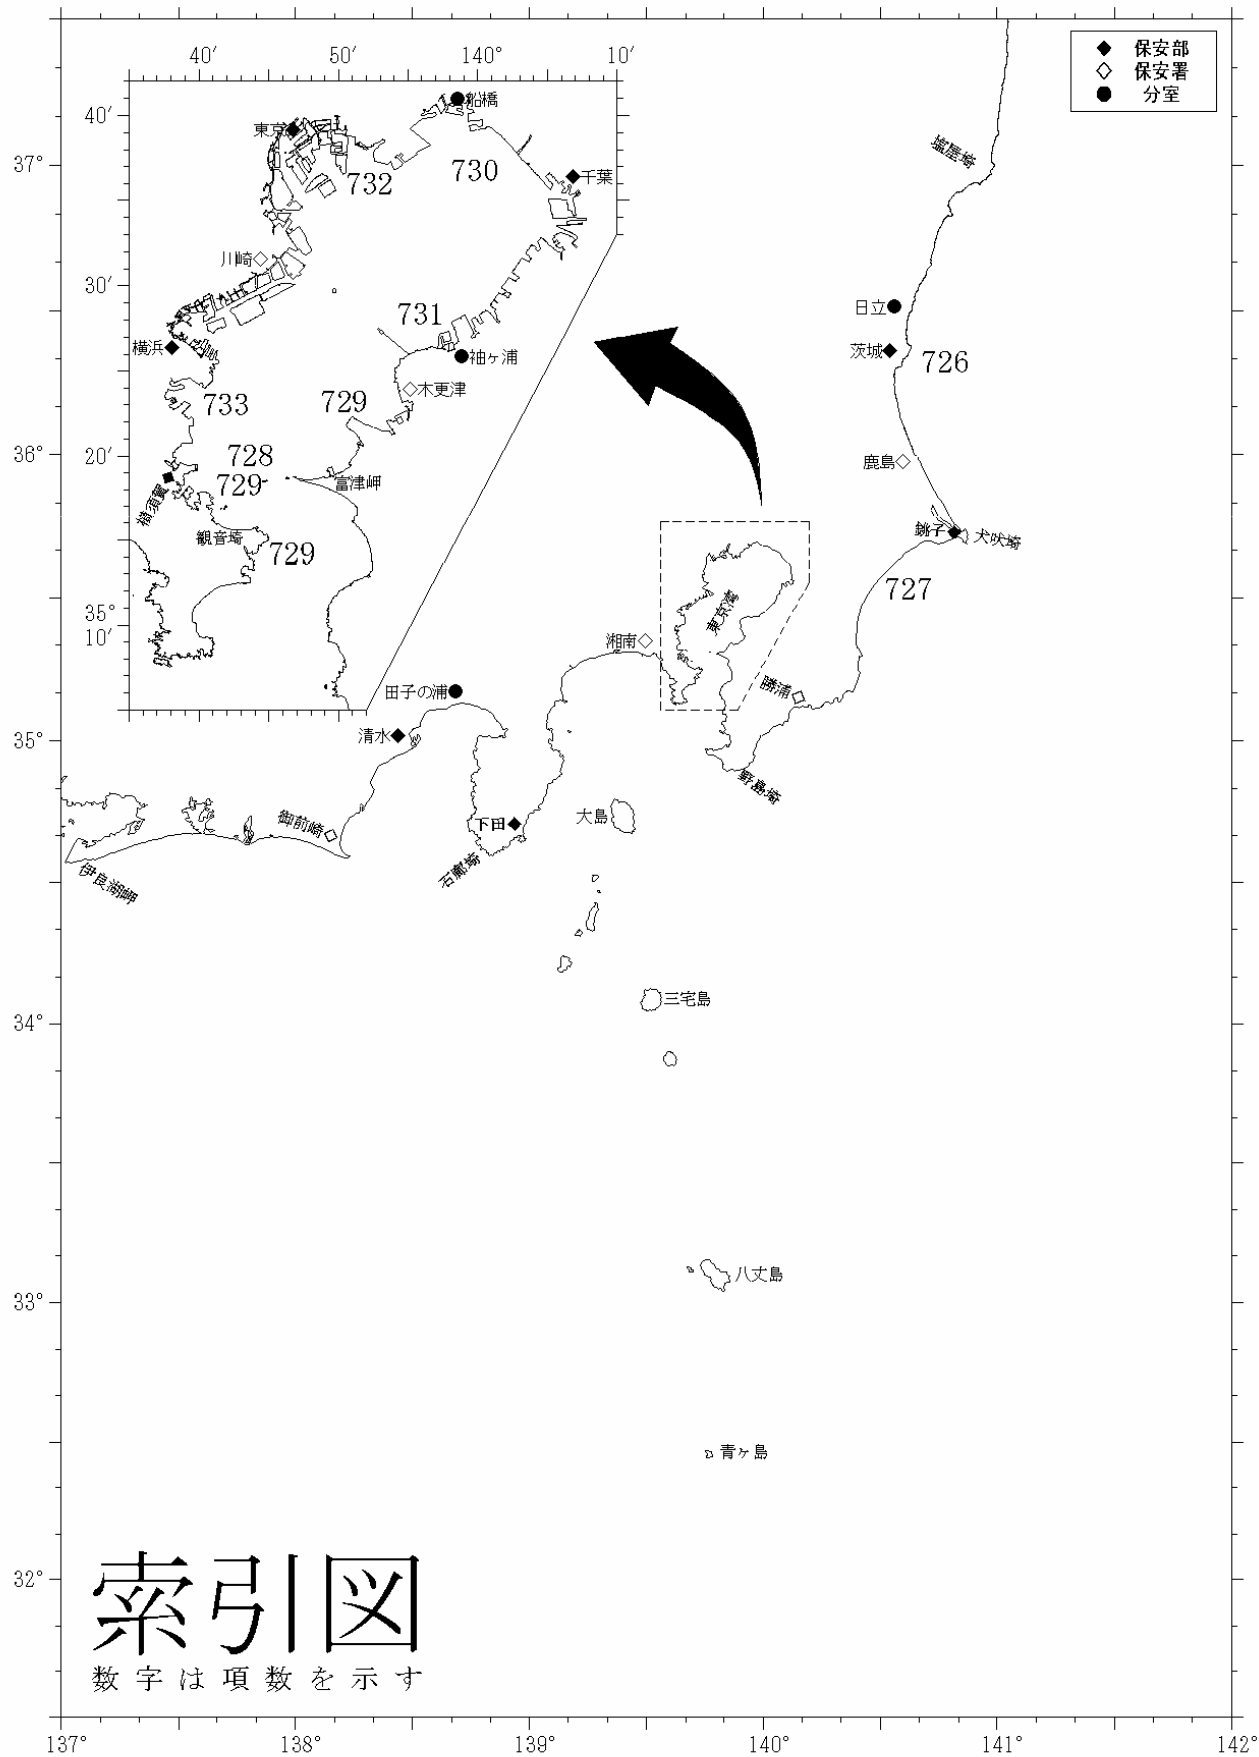 保安部
保安署
分室
40′ 50′ 140° 10′
40′
30′
20′
35°
10′
船橋
東京
732
730
千葉
川崎
731
横浜
袖ヶ浦
木更津
733
729
728
729
横須賀
富津岬
観音埼
729
37°
36°
35°
34°
33°
32°
塩屋埼
日立
茨城
726
鹿島
銚子
犬吠埼
727
東京湾
湘南
勝浦
野島埼
田子の浦
清水
御前崎
下田
石廊埼
伊良湖岬
大島
三宅島
八丈島
青ヶ島
索引図
数字は項数を示す
137° 138° 139° 140° 141° 142°